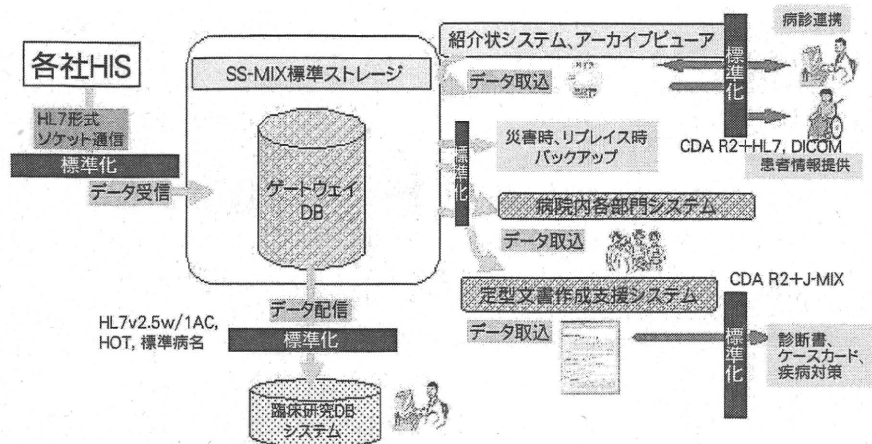 各社HIS
HL7形式
ソケット通信
標準化
データ受信
SS-MIX標準ストレージ
ゲートウェイ
DB
データ配信
HL7v2.5w/1AC,
HOT, 標準病名
標準化
臨床研究DB
システム
紹介状システム、アーカイブビューア
データ取込
標準化
病診連携
CDA R2+HL7, DICOM
患者情報提供
標準化
災害時、リプレイス時
バックアップ
病院内各部門システム
データ取込
定型文書作成支援システム
データ取込
CDA R2+J-MIX
標準化
診断書、
ケースカード、
疾病対策